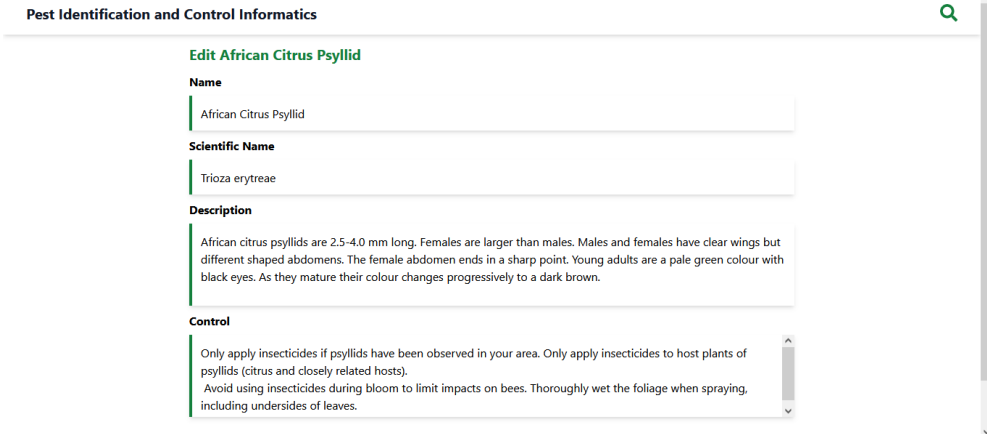 Pest Identification and Control Informatics
Edit African Citrus Psyllid
Name
African Citrus Psyllid
Scientific Name
Trioza erytreae
Description
African citrus psyllids are 2.5-4.0 mm long. Females are larger than males. Males and females have clear wings but
different shaped abdomens. The female abdomen ends in a sharp point. Young adults are a pale green colour with
black eyes. As they mature their colour changes progressively to a dark brown.
Control
Only apply insecticides if psyllids have been observed in your area. Only apply insecticides to host plants of
psyllids (citrus and closely related hosts).
Avoid using insecticides during bloom to limit impacts on bees. Thoroughly wet the foliage when spraying,
including undersides of leaves.